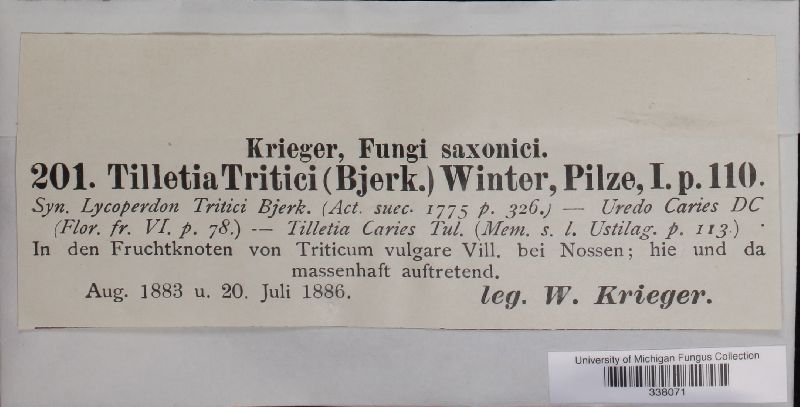 Krieger, Fungi saxonici.
201. Tilletia Tritici (Bjerk.) Winter, Pilze, I. p. 110.
Syn. Lycoperdon Tritici Bjerk. (Act. suec. 1775 p. 326.) — Uredo Caries DC
(Flor. fr. VI. p. 78.) — Tilletia Caries Tul. (Mem. s. l. Ustilag. p. 113.)
In den Fruchtknoten von Triticum vulgare Vill. bei Nossen; hie und da
massenhaft auftretend.
Aug. 1883 u. 20. Juli 1886. leg. W. Krieger.
University of Michigan Fungus Collection
338071